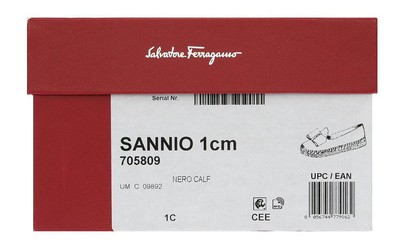 Salvatore Ferragamo
Serial Nr.
SANNIO 1cm
705809
NERO CALF
UM C 09892
UPC / EAN
1C
CEE